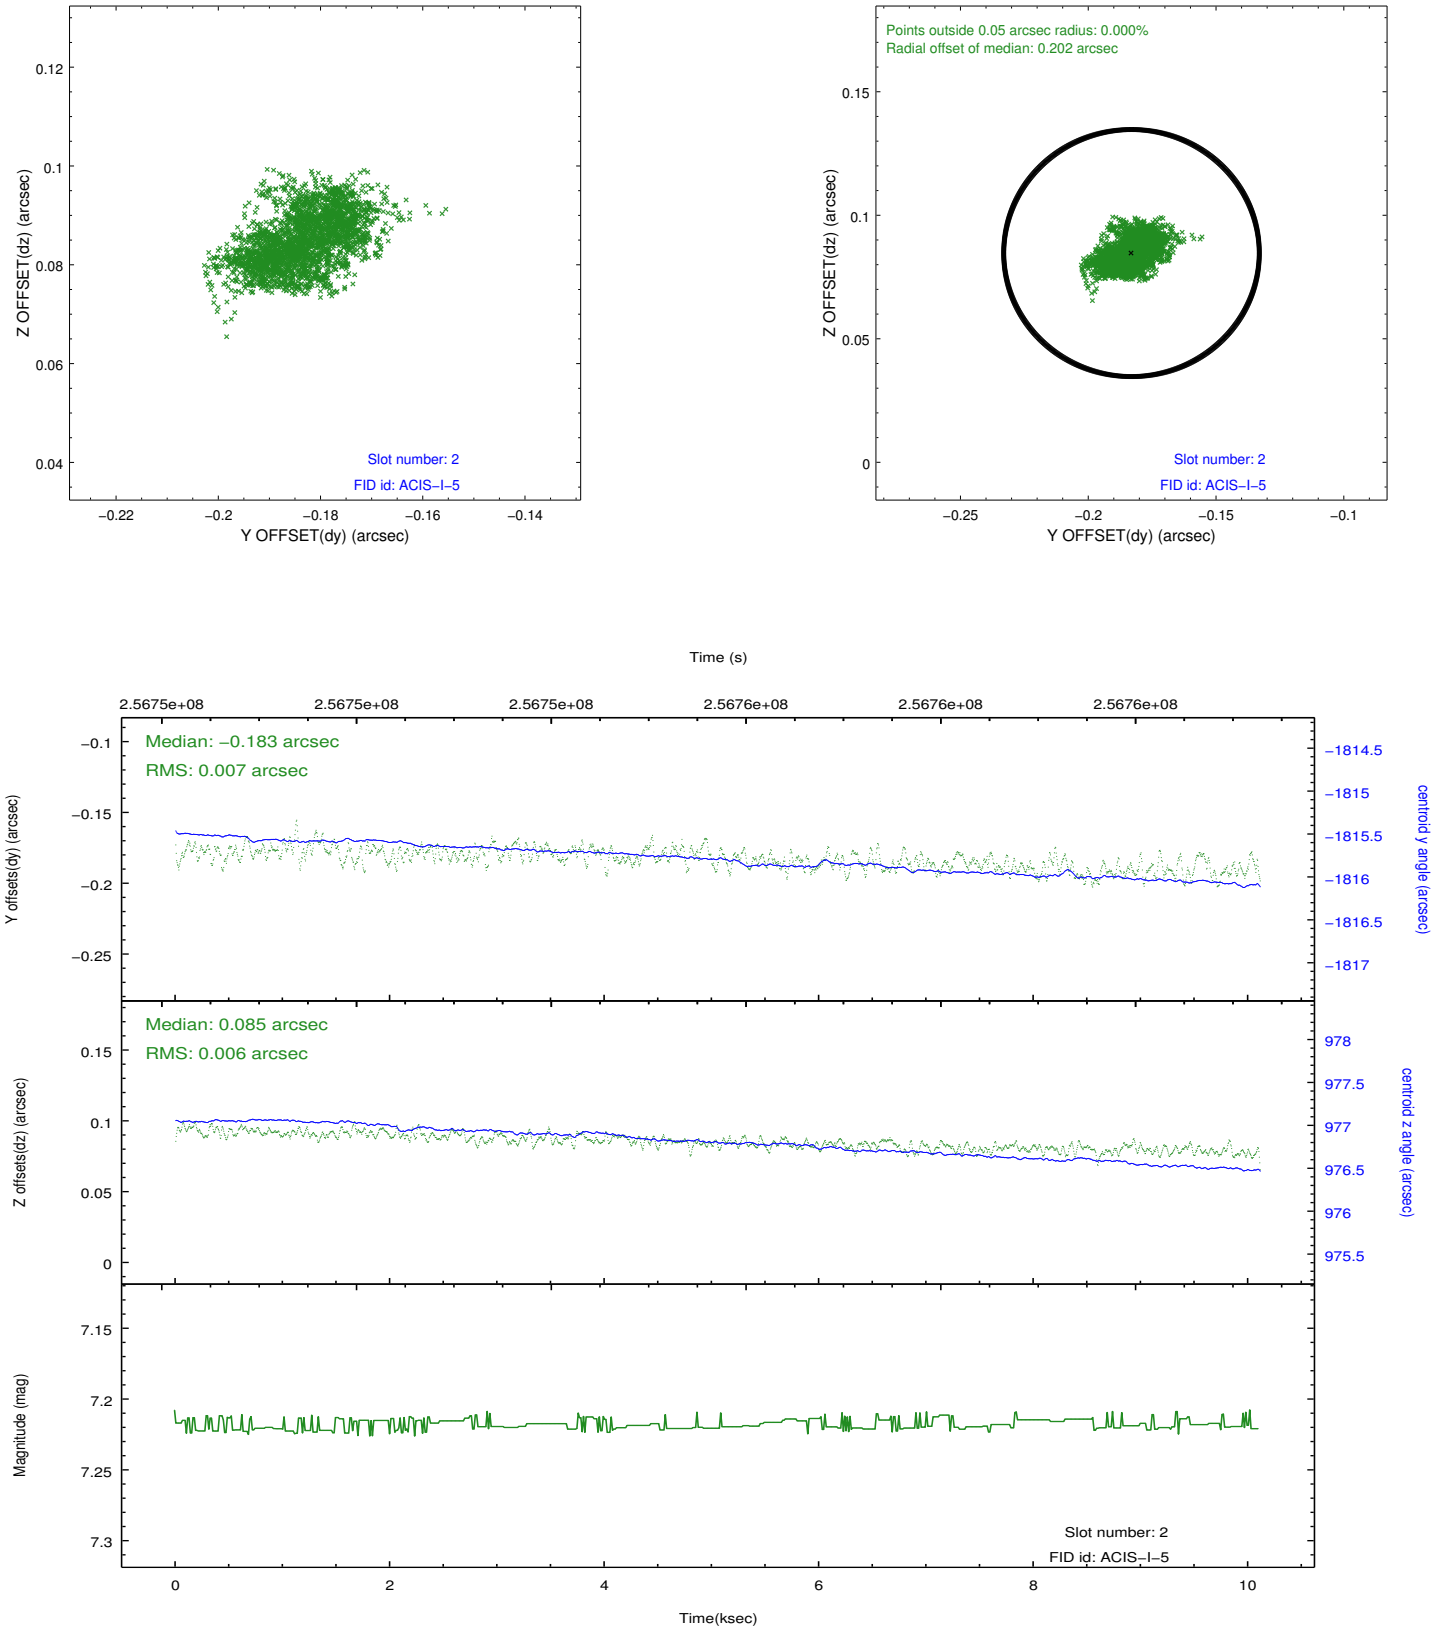 0.12
0.1
0.08
0.06
0.04
Z OFFSET(dz) (arcsec)
Slot number: 2
FID id: ACIS−I−5
−0.22
−0.2
−0.18
−0.16
−0.14
Y OFFSET(dy) (arcsec)
Points outside 0.05 arcsec radius: 0.000%
Radial offset of median: 0.202 arcsec
0.15
0.1
0.05
0
Z OFFSET(dz) (arcsec)
Slot number: 2
FID id: ACIS−I−5
−0.25
−0.2
−0.15
−0.1
Y OFFSET(dy) (arcsec)
Time (s)
2.5675e+08
2.5675e+08
2.5675e+08
2.5676e+08
2.5676e+08
2.5676e+08
Median: −0.183 arcsec
RMS: 0.007 arcsec
−0.1
−0.15
−0.2
−0.25
Y offsets(dy) (arcsec)
−1814.5
−1815
−1815.5
−1816
−1816.5
−1817
centroid y angle (arcsec)
Median: 0.085 arcsec
RMS: 0.006 arcsec
0.15
0.1
0.05
0
Z offsets(dz) (arcsec)
978
977.5
977
976.5
976
975.5
centroid z angle (arcsec)
7.15
7.2
7.25
7.3
Magnitude (mag)
Slot number: 2
FID id: ACIS−I−5
0
2
4
6
8
10
Time(ksec)